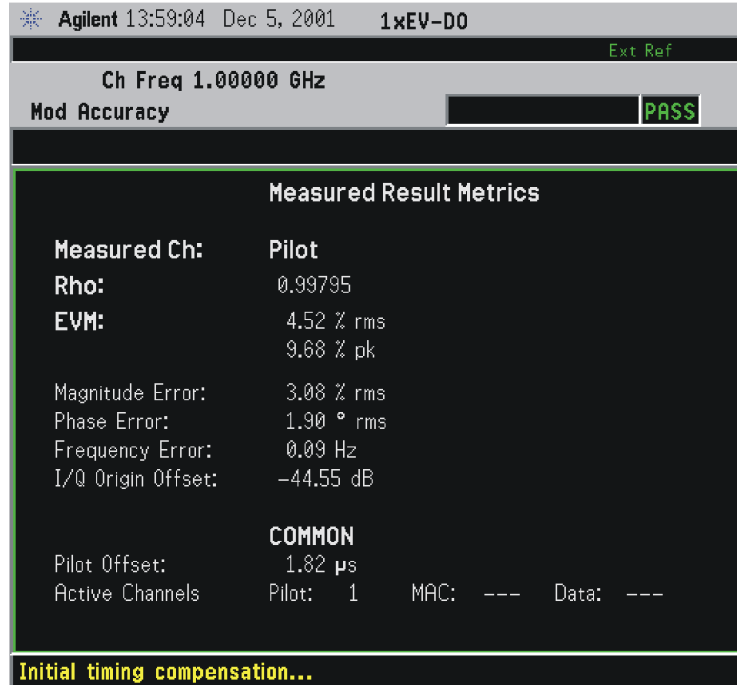 Agilent 13:59:04 Dec 5, 2001 1xEV-DO
Ext Ref
Ch Freq 1.00000 GHz
Mod Accuracy PASS
Measured Result Metrics
Measured Ch: Pilot
Rho: 0.99795
EVM: 4.52 % rms
9.68 % pk
Magnitude Error: 3.08 % rms
Phase Error: 1.90 ° rms
Frequency Error: 0.09 Hz
I/Q Origin Offset: -44.55 dB
COMMON
Pilot Offset: 1.82 µs
Active Channels Pilot: 1 MAC: --- Data: ---
Initial timing compensation...